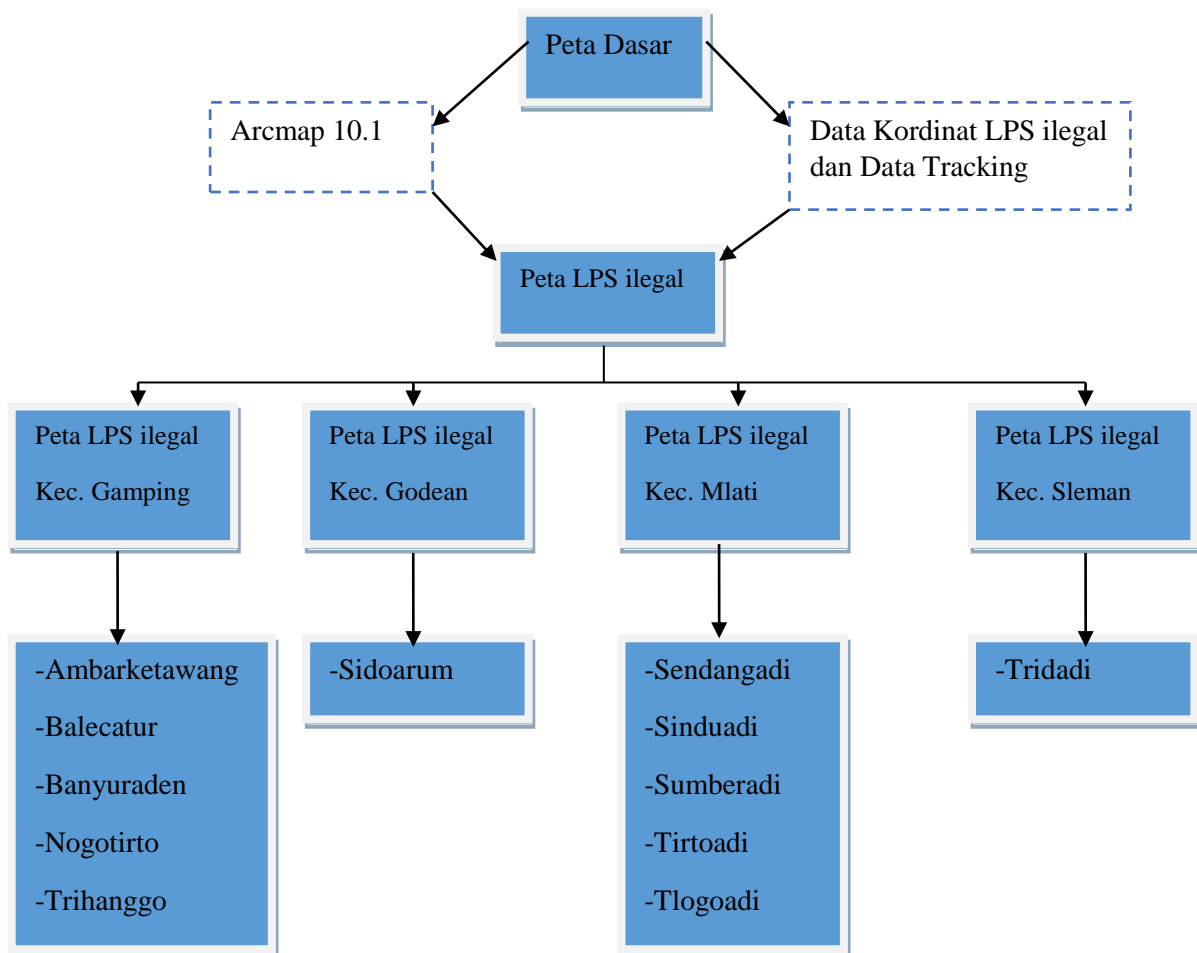 Peta Dasar
Arcmap 10.1
Data Kordinat LPS ilegal
dan Data Tracking
Peta LPS ilegal
Peta LPS ilegal
Kec. Gamping
Peta LPS ilegal
Kec. Godean
Peta LPS ilegal
Kec. Mlati
Peta LPS ilegal
Kec. Sleman
-Ambarketawang
-Balecatur
-Banyuraden
-Nogotirto
-Trihanggo
-Sidoarum
-Sendangadi
-Sinduadi
-Sumberadi
-Tirtoadi
-Tlogoadi
-Tridadi